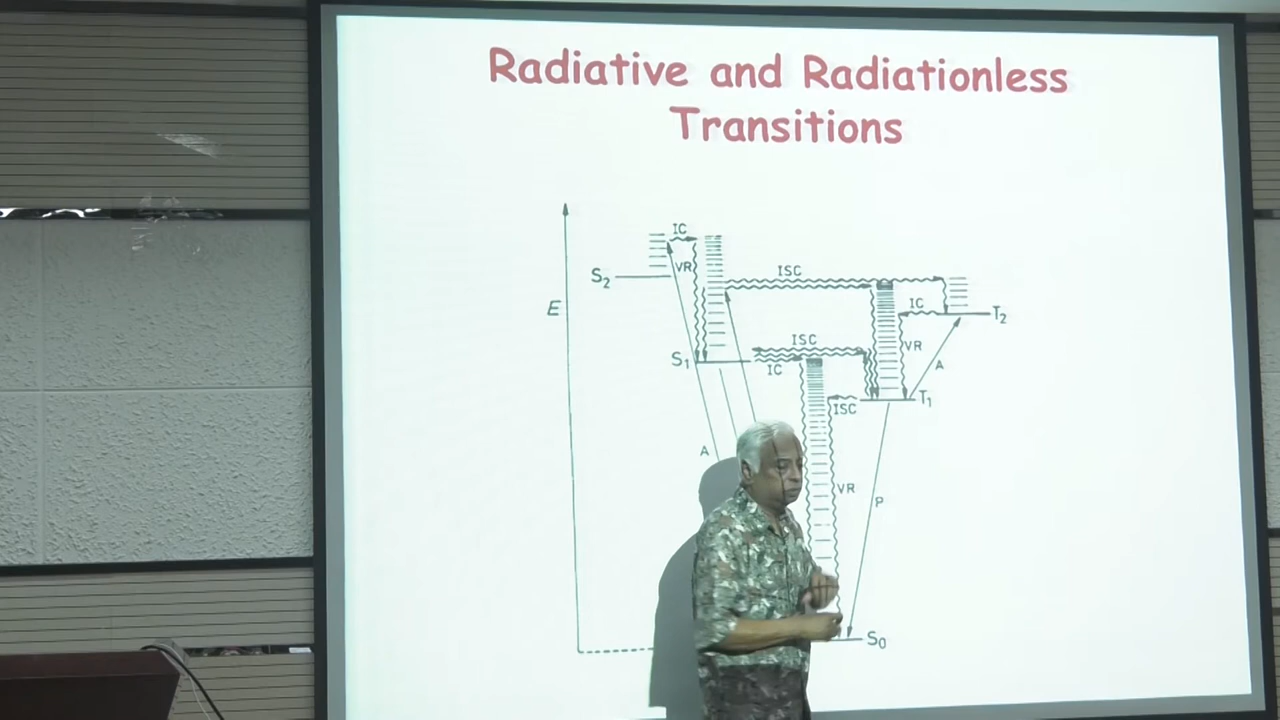 Radiative and Radiationless
Transitions
IC
VR
S2
ISC
E
IC
T2
ISC
VR
S1
IC
A
T1
ISC
A
VR
P
S0